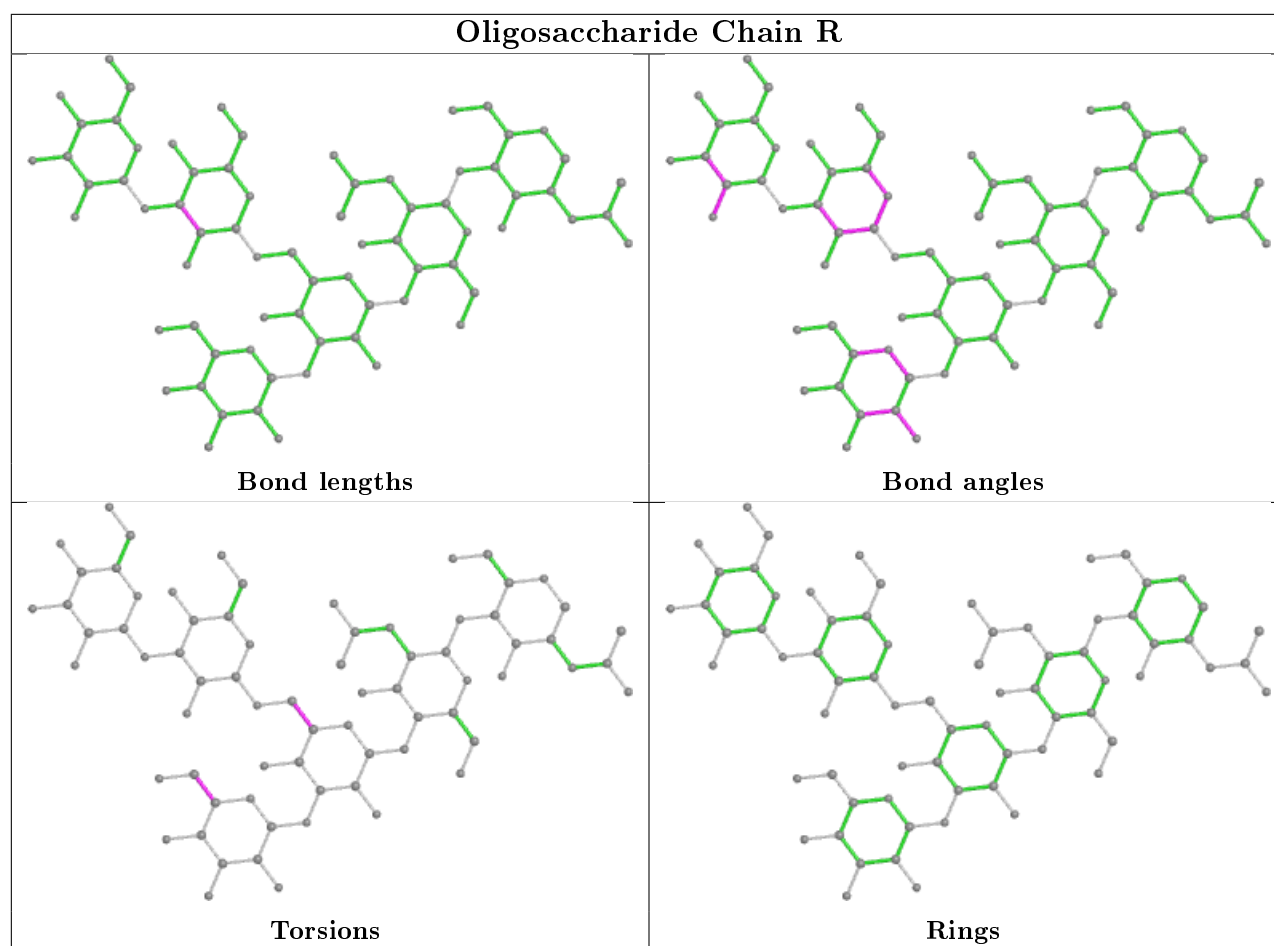 Oligosaccharide Chain R
Bond lengths
Bond angles
Torsions
Rings